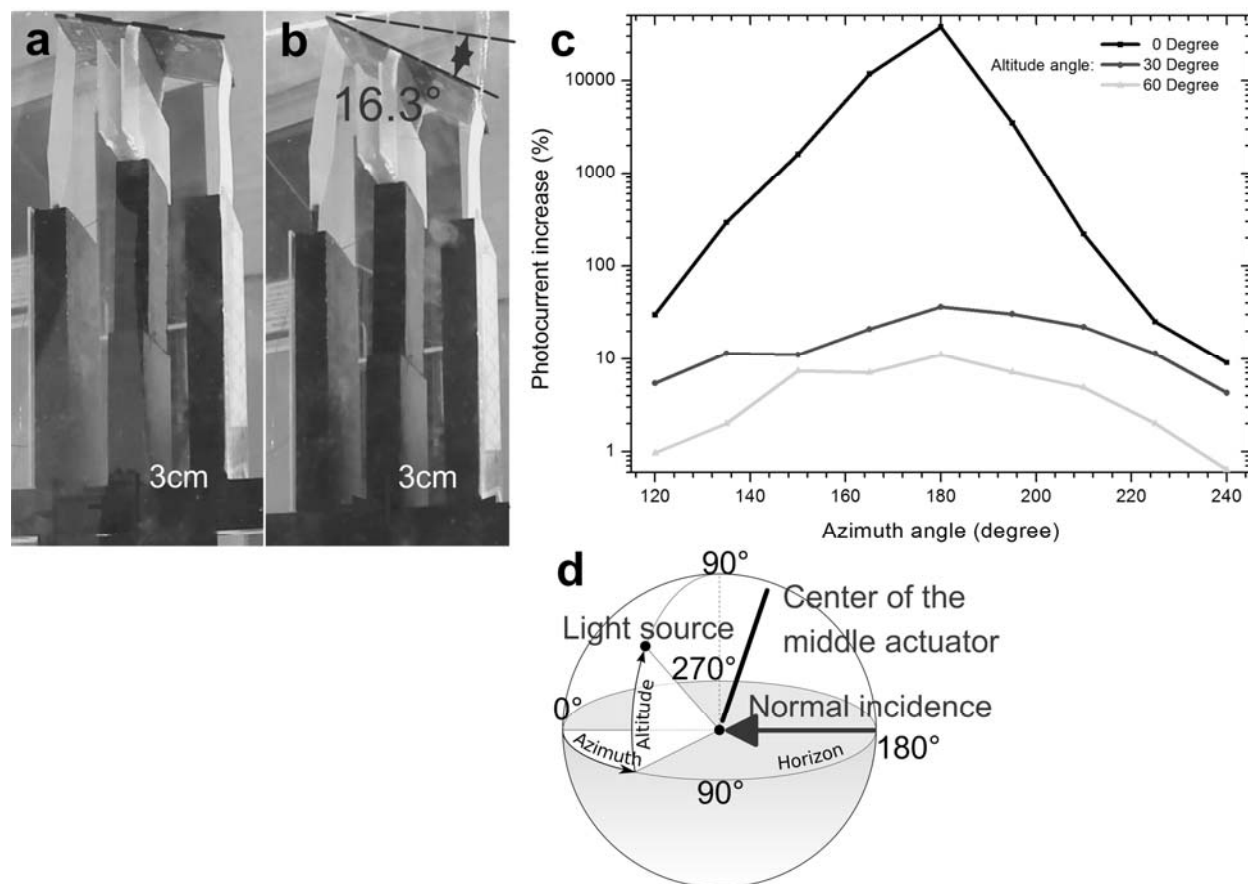 a
3cm
b
16.3°
3cm
c
Photocurrent increase (%)
10000
1000
100
10
1
Altitude angle:
0 Degree
30 Degree
60 Degree
120
140
160
180
200
220
240
Azimuth angle (degree)
d
90°
Center of the
middle actuator
Light source
270°
Normal incidence
0°
Altitude
Azimuth
Horizon
180°
90°